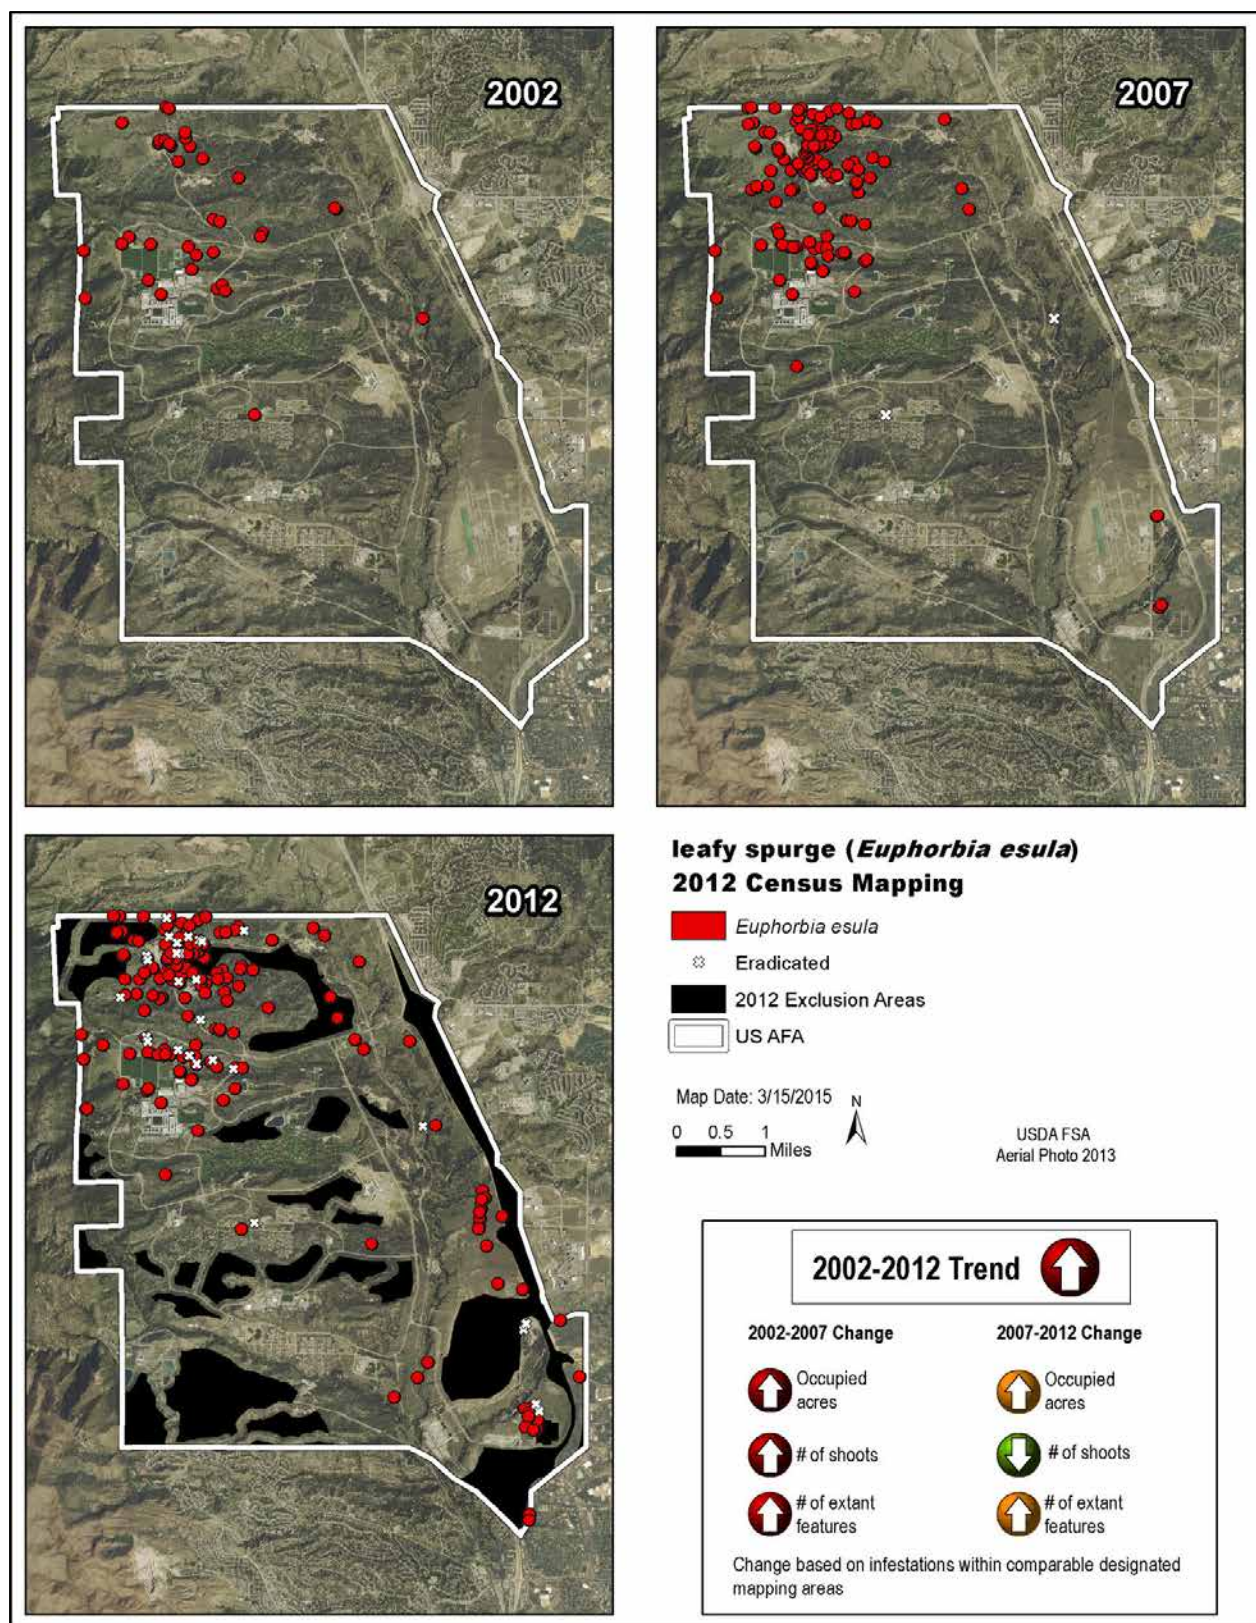 2002
2007
2012
leafy spurge (Euphorbia esula)
2012 Census Mapping
Euphorbia esula
Eradicated
2012 Exclusion Areas
US AFA
Map Date: 3/15/2015
N
0 0.5 1
Miles
USDA FSA
Aerial Photo 2013
2002-2012 Trend
2002-2007 Change
Occupied
acres
# of shoots
# of extant
features
2007-2012 Change
Occupied
acres
# of shoots
# of extant
features
Change based on infestations within comparable designated
mapping areas